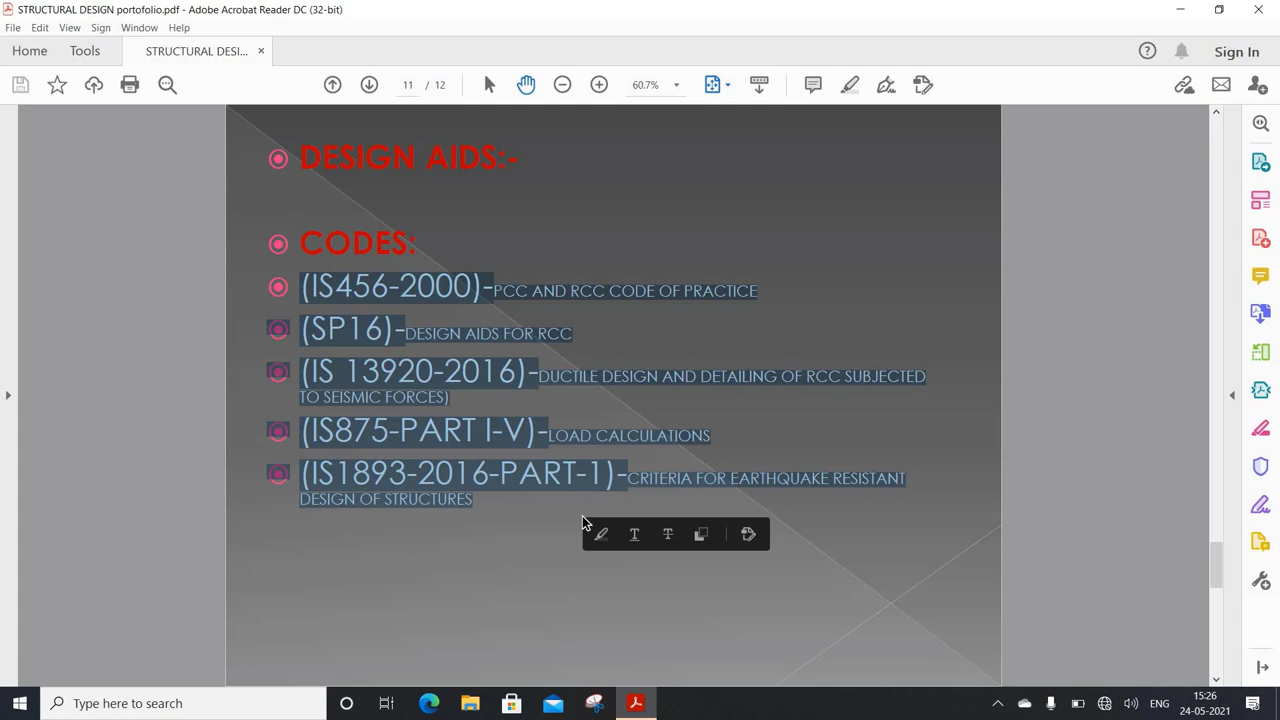 STRUCTURAL DESIGN portofolio.pdf - Adobe Acrobat Reader DC (32-bit)
File Edit View Sign Window Help
Home Tools STRUCTURAL DESI... Sign In
11 / 12 60.7%
DESIGN AIDS:-
CODES:
(IS456-2000)-PCC AND RCC CODE OF PRACTICE
(SP16)-DESIGN AIDS FOR RCC
(IS 13920-2016)-DUCTILE DESIGN AND DETAILING OF RCC SUBJECTED
TO SEISMIC FORCES)
(IS875-PART I-V)-LOAD CALCULATIONS
(IS1893-2016-PART-1)-CRITERIA FOR EARTHQUAKE RESISTANT
DESIGN OF STRUCTURES
Type here to search
ENG
15:26
24-05-2021